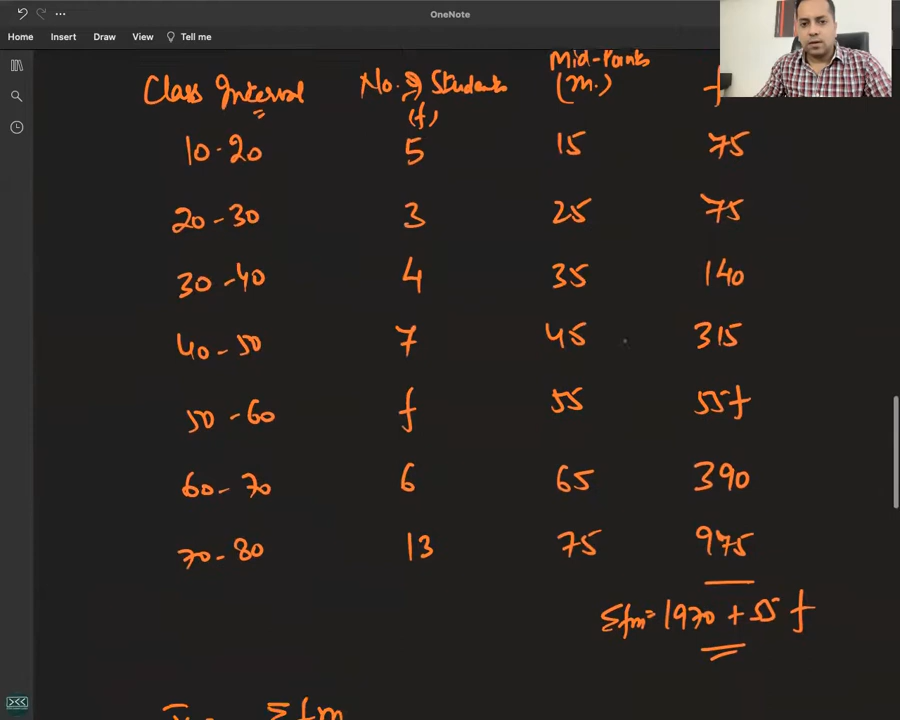 OneNote
Home Insert Draw View Tell me
Mid-Points
Class Interval No. of Students (m.) f
(f)
10-20 5 15 75
20-30 3 25 75
30-40 4 35 140
40-50 7 45 315
50-60 f 55 55f
60-70 6 65 390
70-80 13 75 975
Σfm = 1970 + 55 f
Σfm